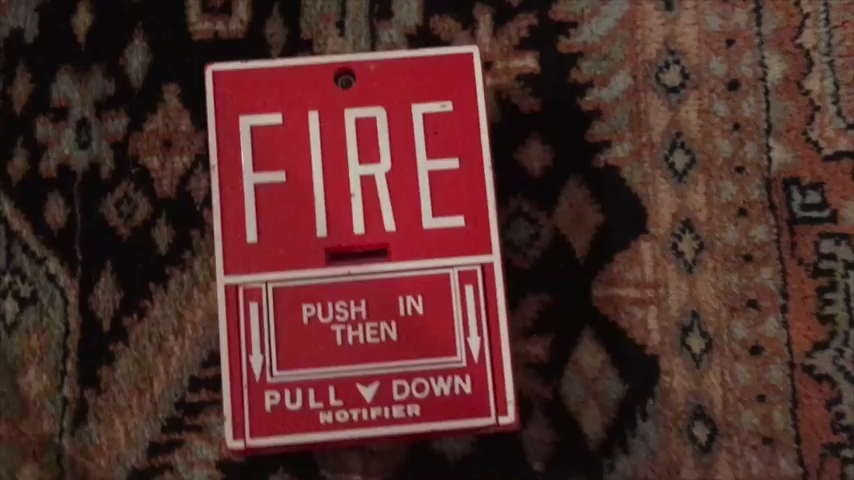 FIRE
PUSH IN
THEN
PULL DOWN
NOTIFIER